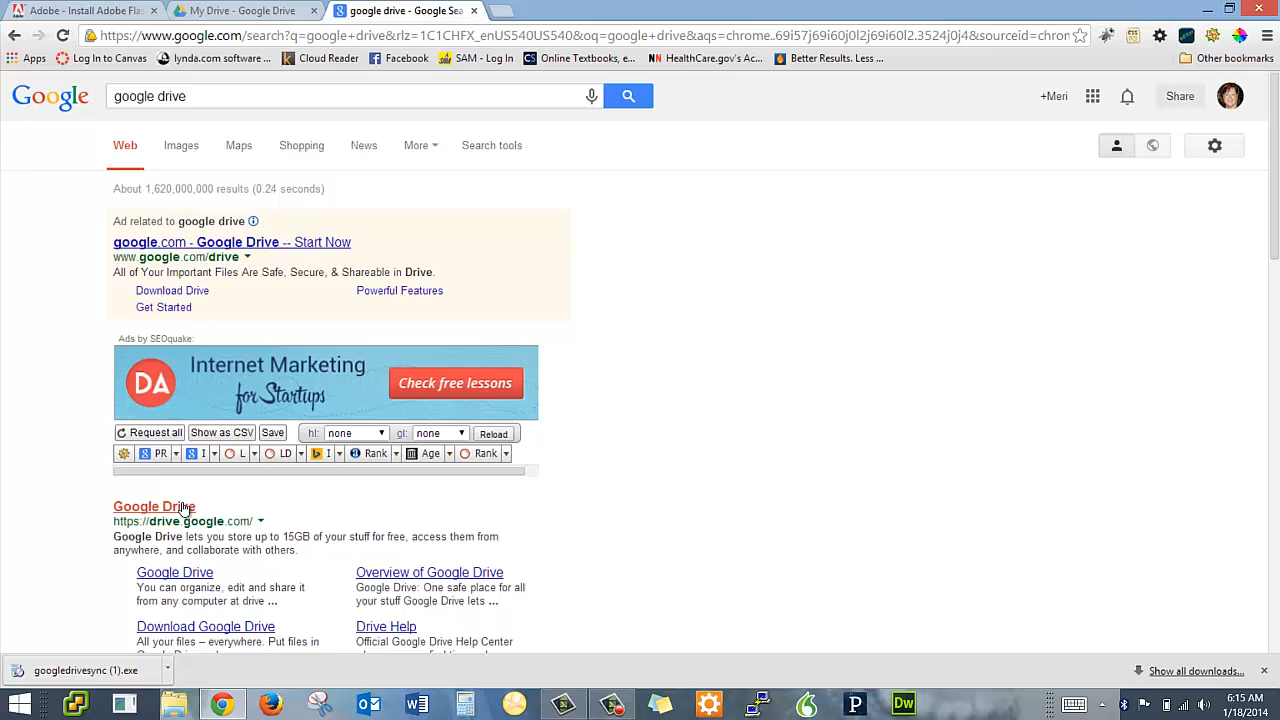 Adobe - Install Adobe Fla
My Drive - Google Drive
google drive - Google Sea
https://www.google.com/search?q=google+drive&rlz=1C1CHFX_enUS540US540&oq=google+drive&aqs=chrome..69i57j69i60j0l2j69i60l2.3524j0j4&sourceid=chron
Apps
Log In to Canvas
lynda.com software ...
Cloud Reader
Facebook
SAM - Log In
CS Online Textbooks, e...
NN HealthCare.gov's Ac...
Better Results. Less ...
Other bookmarks
Google
google drive
+Meri
Share
Web Images Maps Shopping News More Search tools
About 1,620,000,000 results (0.24 seconds)
Ad related to google drive
google.com - Google Drive -- Start Now
www.google.com/drive
All of Your Important Files Are Safe, Secure, & Shareable in Drive.
Download Drive Powerful Features
Get Started
Ads by SEOquake:
DA
Internet Marketing
for Startups
Check free lessons
Request all Show as CSV Save hl: none gl: none Reload
PR I L LD I Rank Age Rank
Google Drive
https://drive.google.com/
Google Drive lets you store up to 15GB of your stuff for free, access them from
anywhere, and collaborate with others.
Google Drive
You can organize, edit and share it
from any computer at drive ...
Overview of Google Drive
Google Drive: One safe place for all
your stuff Google Drive lets ...
Download Google Drive
All your files – everywhere. Put files in
Drive Help
Official Google Drive Help Center
googledrivesync (1).exe
Show all downloads...
P
Dw
6:15 AM
1/18/2014